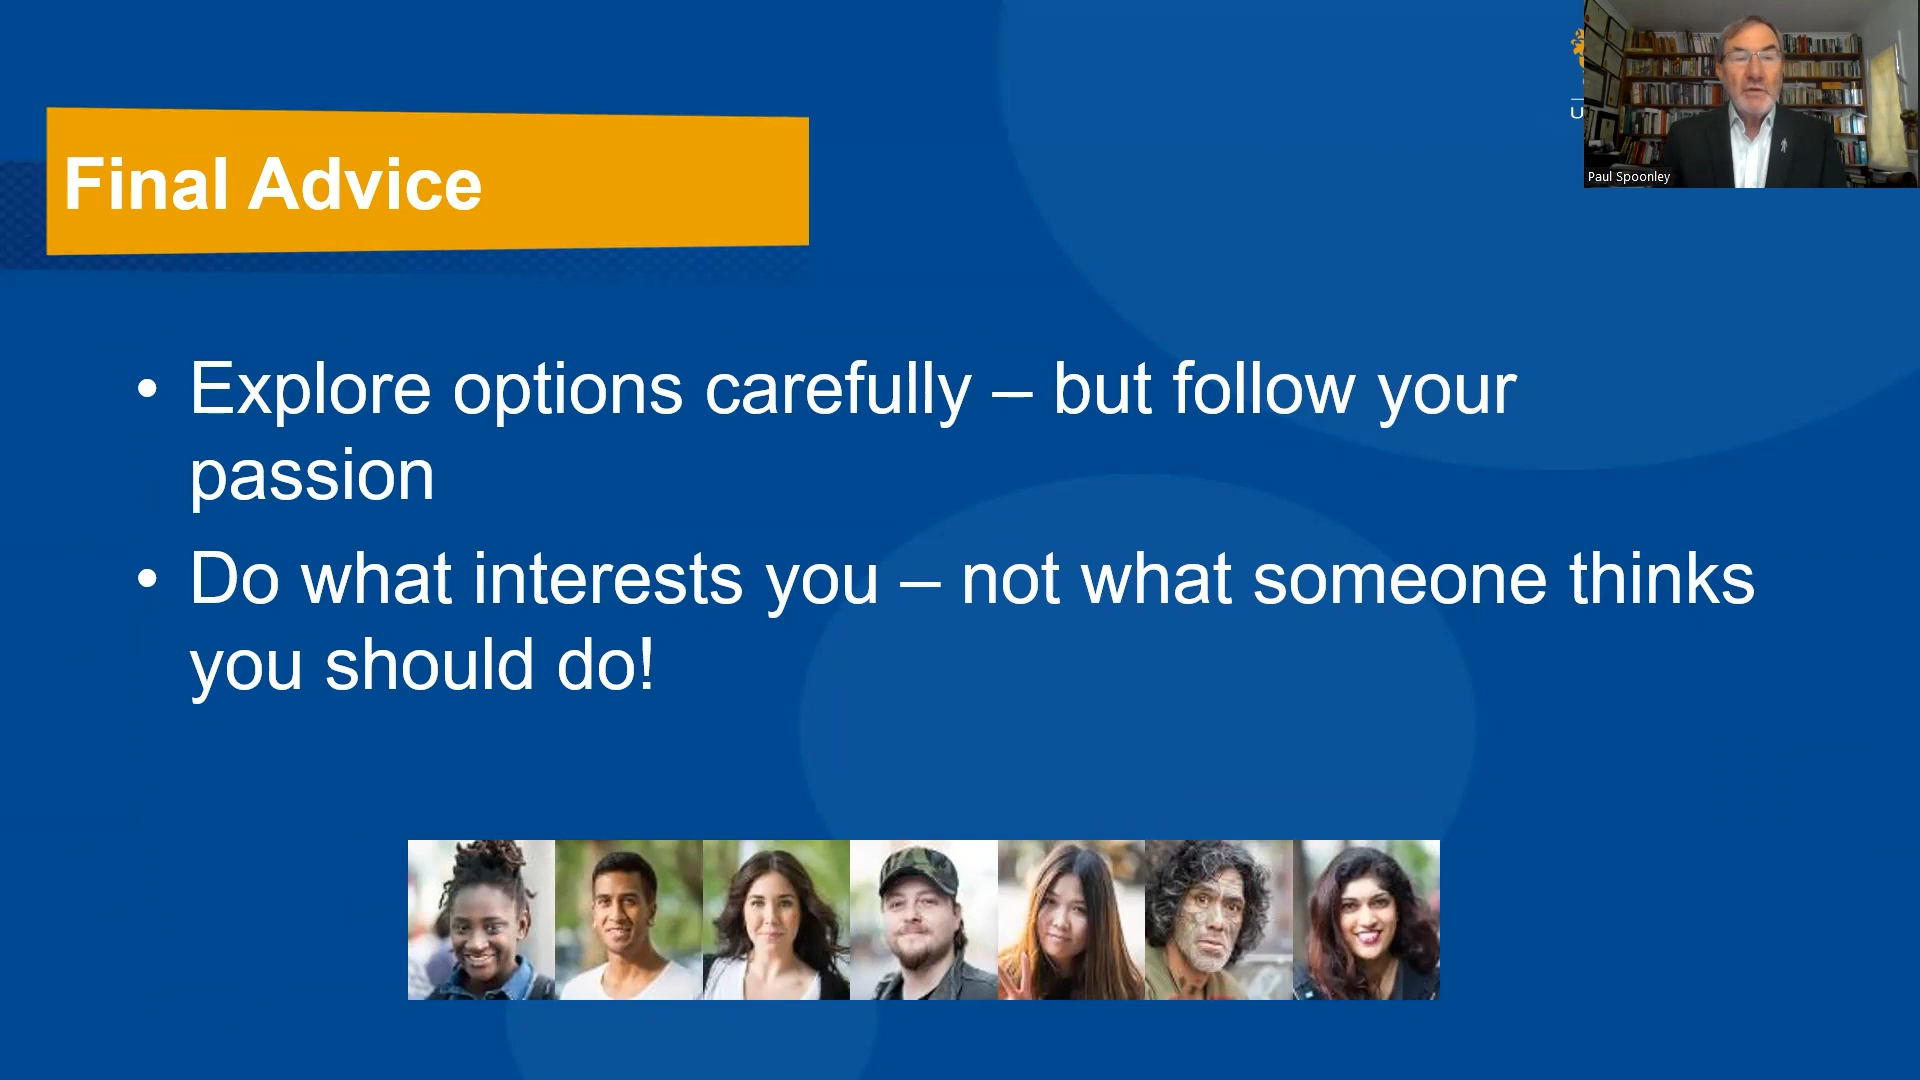 Final Advice
• Explore options carefully – but follow your
passion
• Do what interests you – not what someone thinks
you should do!
Paul Spoonley